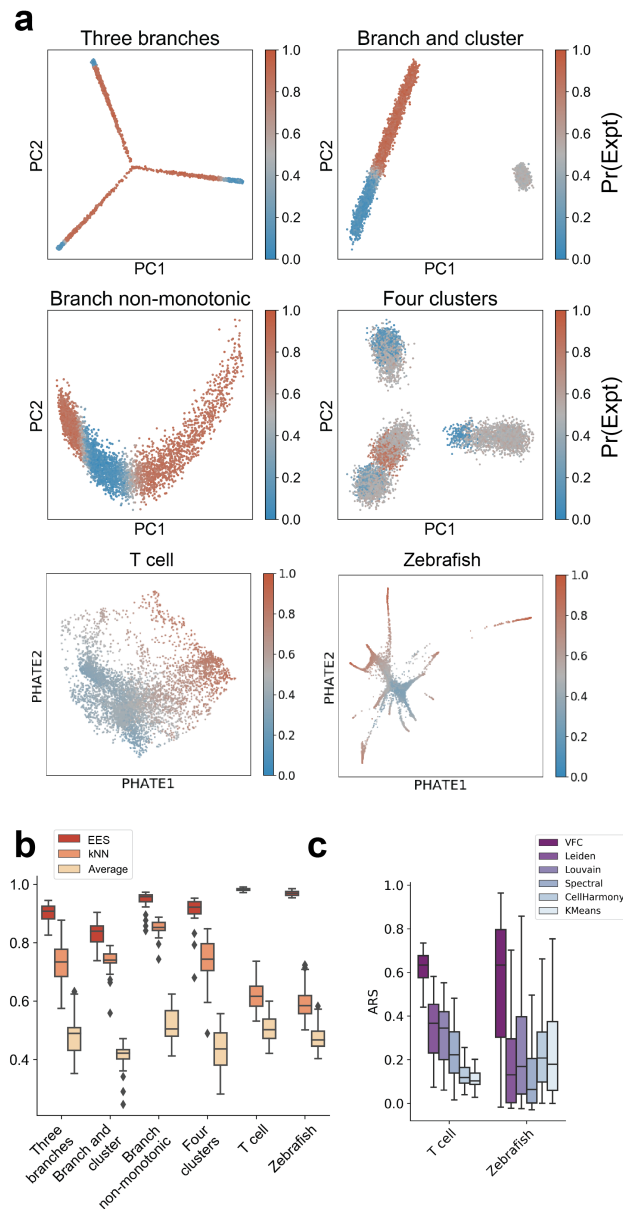 a
Three branches
PC2
PC1
1.0
0.8
0.6
0.4
0.2
0.0
Branch and cluster
PC2
PC1
1.0
0.8
0.6
0.4
0.2
0.0
Pr(Expt)
Branch non-monotonic
PC2
PC1
1.0
0.8
0.6
0.4
0.2
0.0
Four clusters
PC2
PC1
1.0
0.8
0.6
0.4
0.2
0.0
Pr(Expt)
T cell
PHATE2
PHATE1
1.0
0.8
0.6
0.4
0.2
0.0
Zebrafish
PHATE2
PHATE1
1.0
0.8
0.6
0.4
0.2
0.0
b
EES
kNN
Average
1.0
0.8
0.6
0.4
Three
branches
Branch and
cluster
Branch
non-monotonic
Four
clusters
T cell
Zebrafish
c
VFC
Leiden
Louvain
Spectral
CellHarmony
KMeans
ARS
1.0
0.8
0.6
0.4
0.2
0.0
T cell
Zebrafish